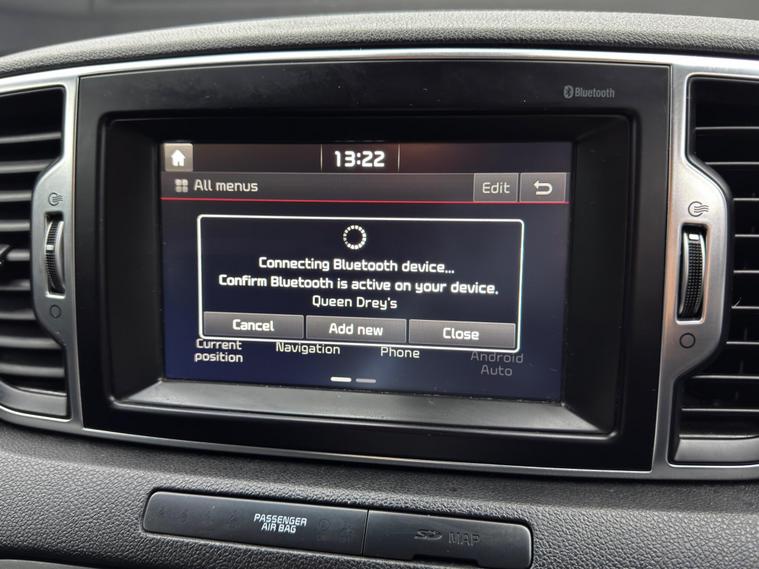 Bluetooth
13:22
All menus
Edit
Connecting Bluetooth device...
Confirm Bluetooth is active on your device.
Queen Drey's
Cancel
Add new
Close
Current
position
Navigation
Phone
Android
Auto
PASSENGER
AIR BAG
SD MAP